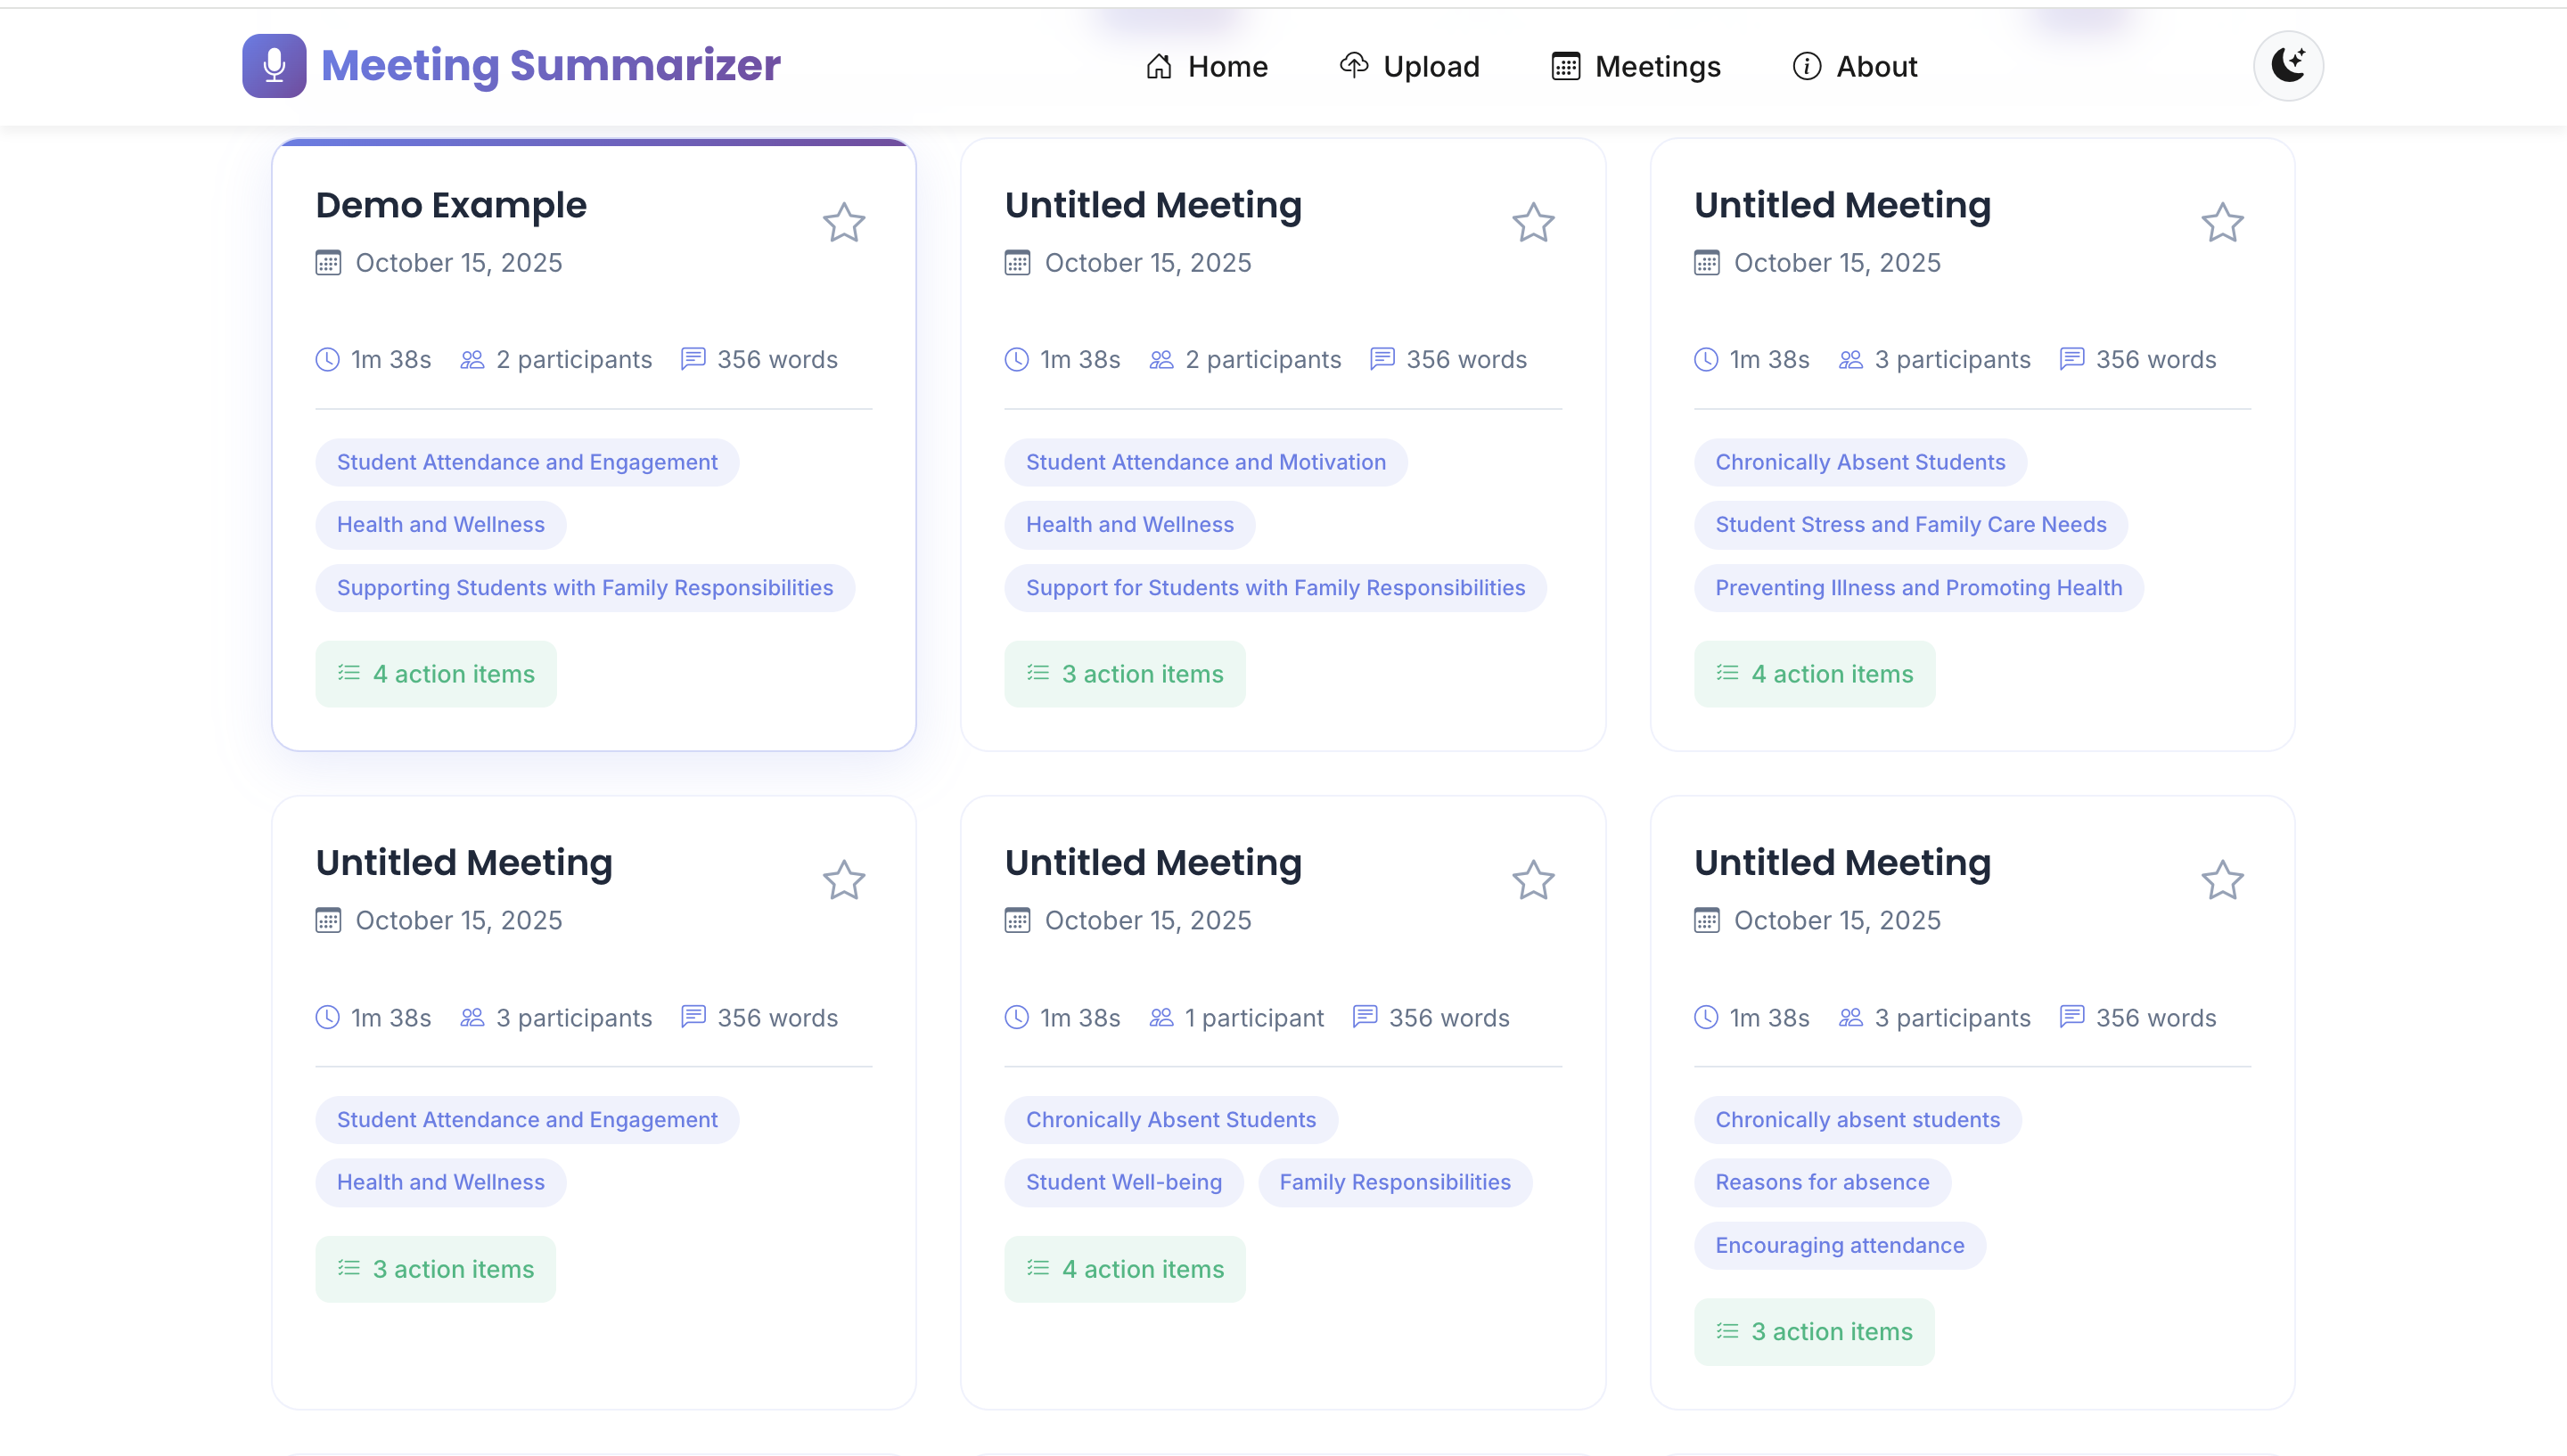 Meeting Summarizer
Home Upload Meetings About
Demo Example
October 15, 2025
1m 38s 2 participants 356 words
Student Attendance and Engagement
Health and Wellness
Supporting Students with Family Responsibilities
4 action items
Untitled Meeting
October 15, 2025
1m 38s 2 participants 356 words
Student Attendance and Motivation
Health and Wellness
Support for Students with Family Responsibilities
3 action items
Untitled Meeting
October 15, 2025
1m 38s 3 participants 356 words
Chronically Absent Students
Student Stress and Family Care Needs
Preventing Illness and Promoting Health
4 action items
Untitled Meeting
October 15, 2025
1m 38s 3 participants 356 words
Student Attendance and Engagement
Health and Wellness
3 action items
Untitled Meeting
October 15, 2025
1m 38s 1 participant 356 words
Chronically Absent Students
Student Well-being Family Responsibilities
4 action items
Untitled Meeting
October 15, 2025
1m 38s 3 participants 356 words
Chronically absent students
Reasons for absence
Encouraging attendance
3 action items